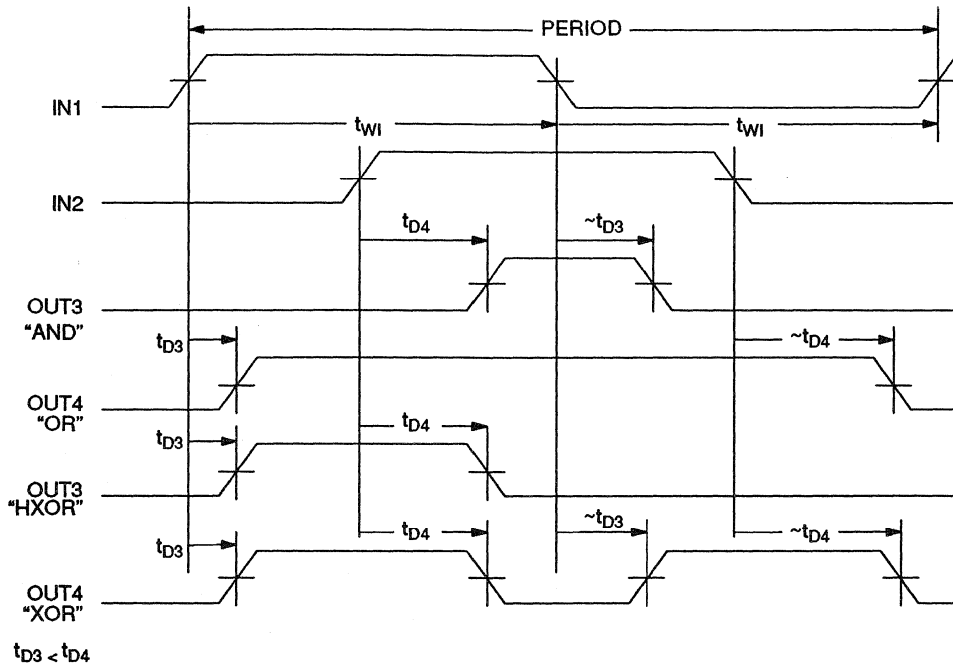 PERIOD
IN1
tWI tWI
IN2
tD4 ~tD3
OUT3
"AND"
tD3 ~tD4
OUT4
"OR"
tD3 tD4
OUT3
"HXOR"
tD3 tD4 ~tD3 ~tD4
OUT4
"XOR"
tD3 < tD4